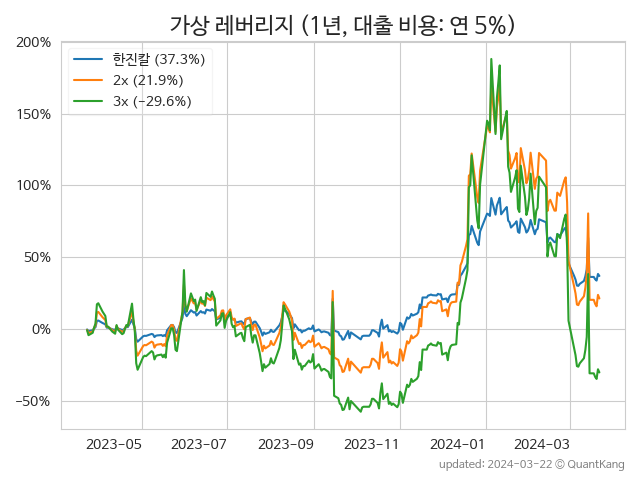 가상 레버리지 (1년, 대출 비용: 연 5%)
200%
150%
100%
50%
0%
−50%
한진칼 (37.3%)
2x (21.9%)
3x (−29.6%)
2023-05
2023-07
2023-09
2023-11
2024-01
2024-03
updated: 2024-03-22 © QuantKang